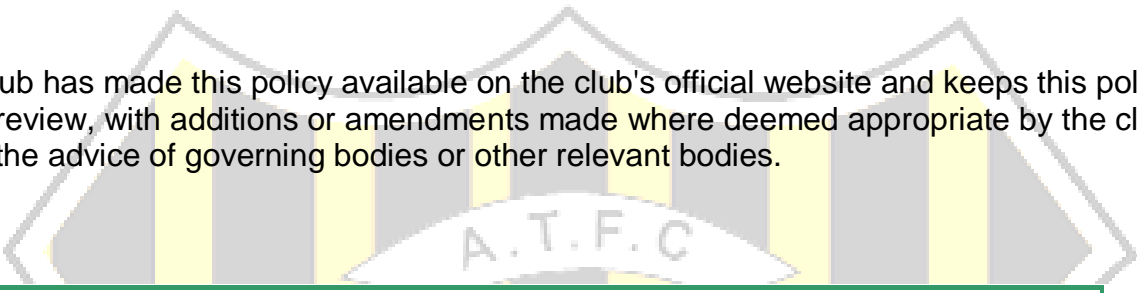 lub has made this policy available on the club's official website and keeps this pol
review, with additions or amendments made where deemed appropriate by the cl
the advice of governing bodies or other relevant bodies.
A.T.F.C